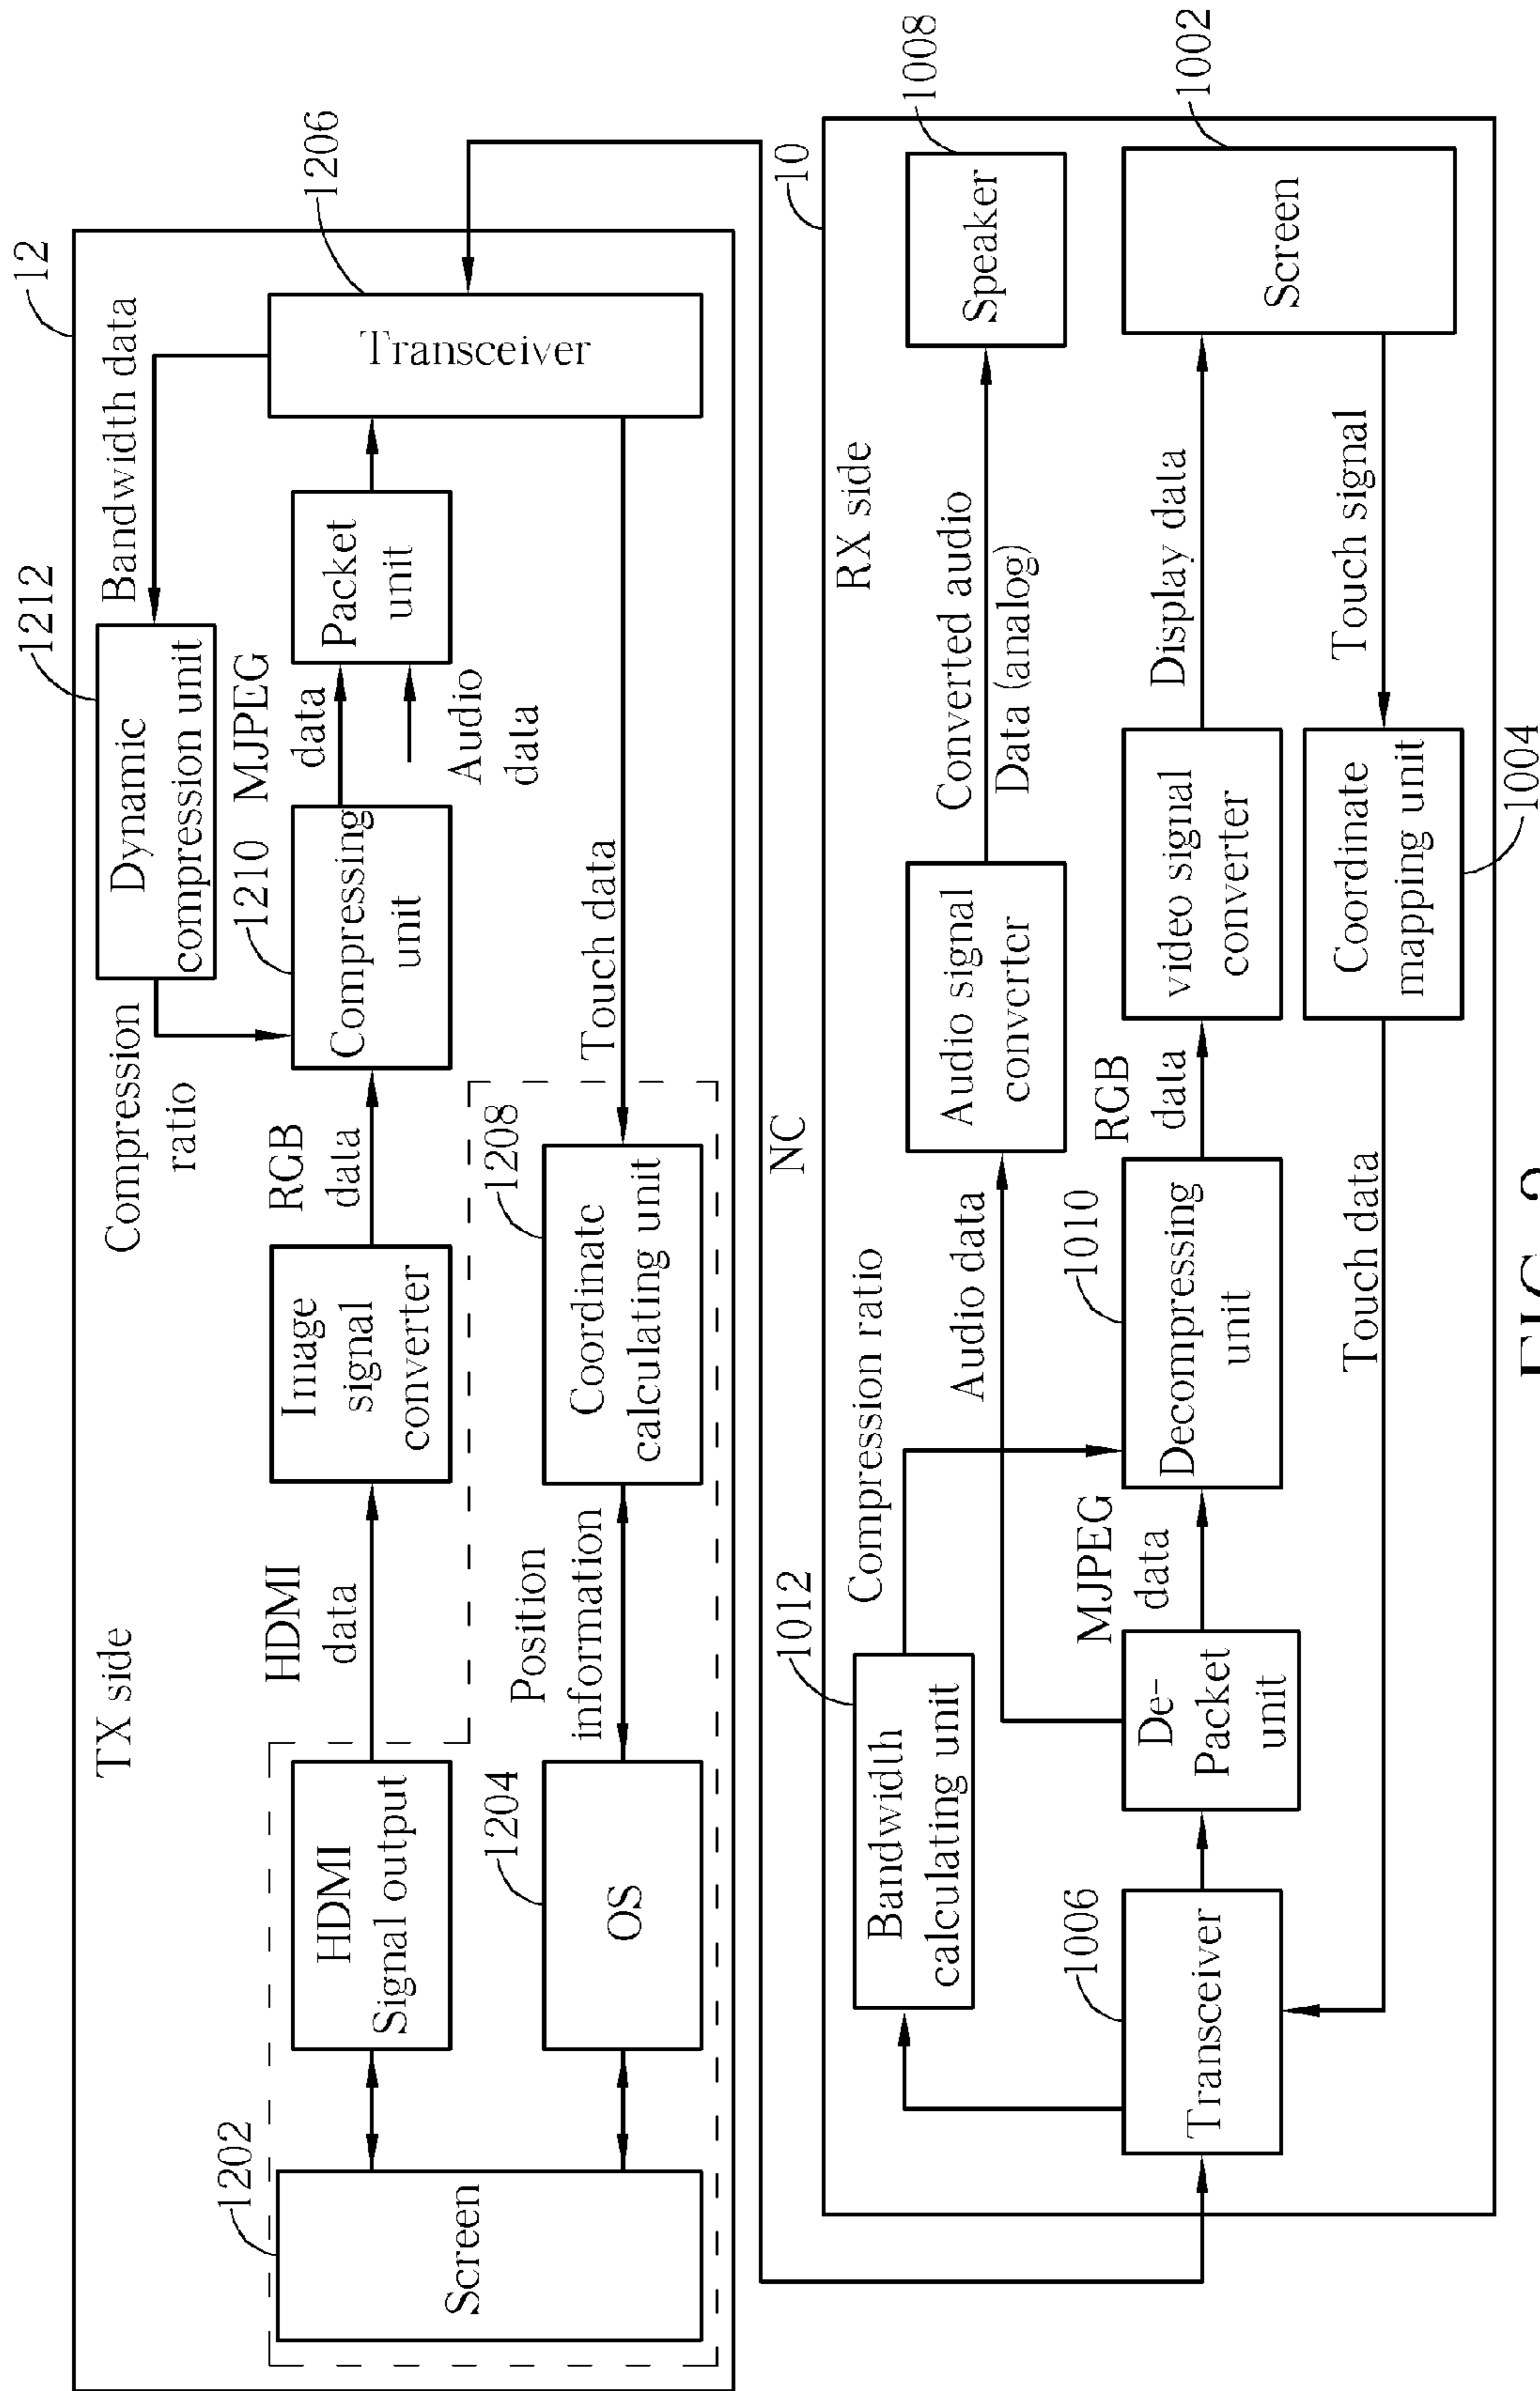 TX side
12
1202
Screen
HDMI
Signal output
1204
OS
HDMI
data
Position
information
Image
signal
converter
1208
Coordinate
calculating unit
RGB
data
Compression
ratio
1212
Dynamic
compression unit
1210
Compressing
unit
MJPEG
data
Audio
data
Packet
unit
Bandwidth data
Touch data
1206
Transceiver
NC
RX side
10
1006
Transceiver
1012
Bandwidth
calculating unit
De-
Packet
unit
Compression ratio
MJPEG
data
Audio data
1010
Decompressing
unit
Touch data
RGB
data
Audio signal
converter
video signal
converter
Coordinate
mapping unit
1004
Converted audio
Data (analog)
Display data
Touch signal
1008
Speaker
1002
Screen